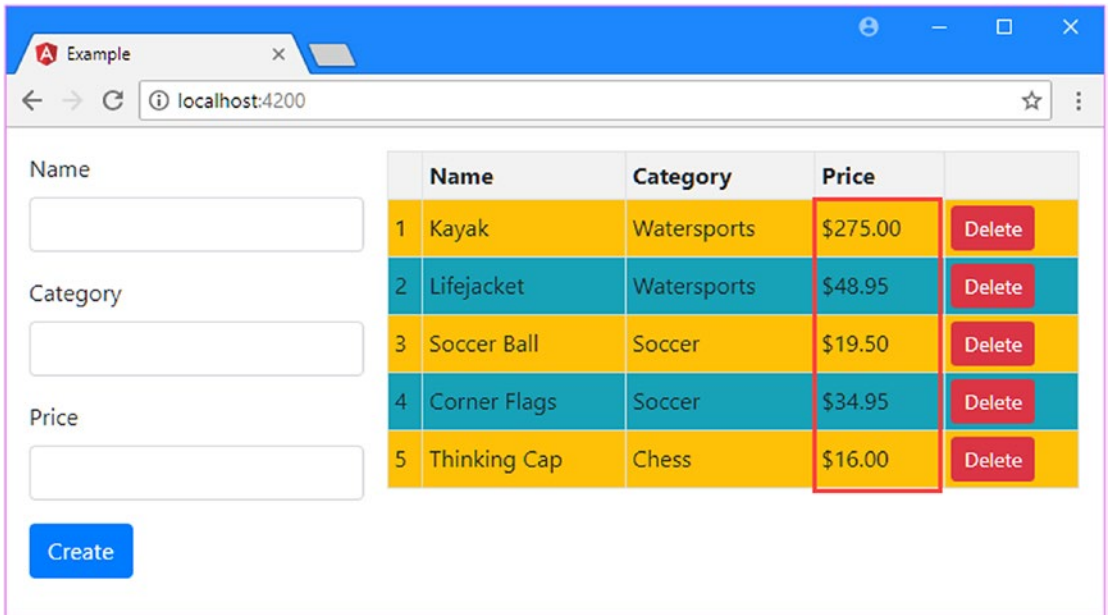 Example
localhost:4200
Name
Category
Price
Create
Name Category Price
1 Kayak Watersports $275.00 Delete
2 Lifejacket Watersports $48.95 Delete
3 Soccer Ball Soccer $19.50 Delete
4 Corner Flags Soccer $34.95 Delete
5 Thinking Cap Chess $16.00 Delete